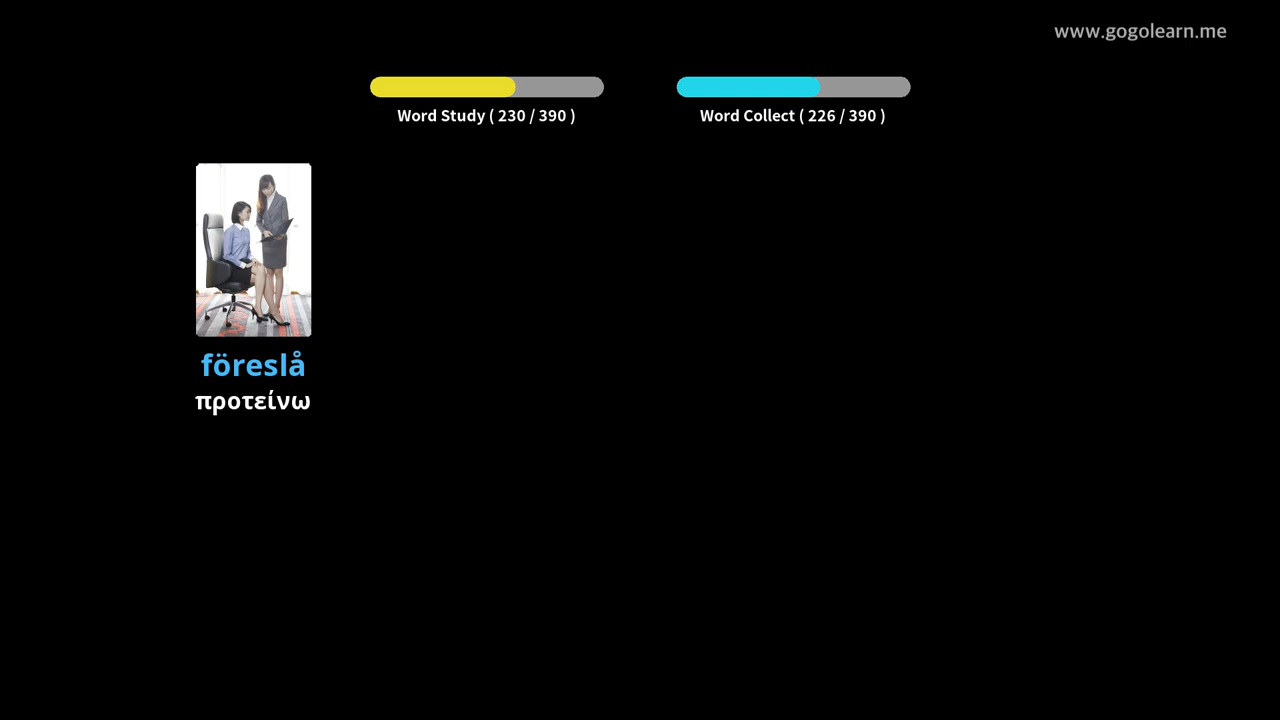 www.gogolearn.me
Word Study ( 230 / 390 )
Word Collect ( 226 / 390 )
föreslå
προτείνω